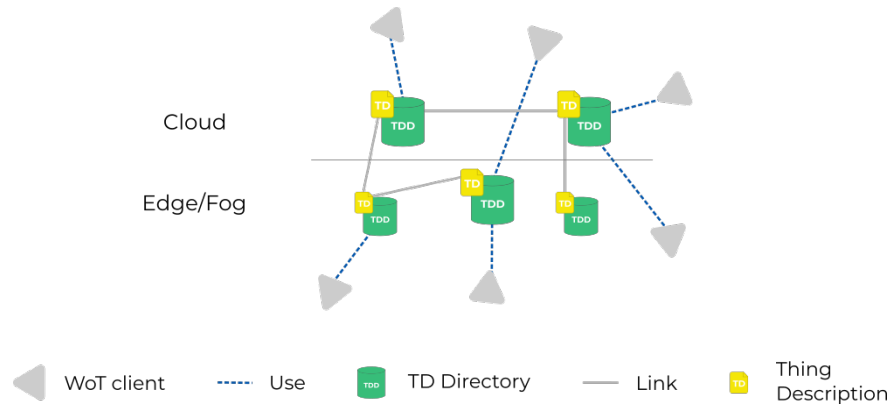 TD
TDD
TD
TDD
Cloud
Edge/Fog
TD
TDD
TD
TDD
TD
TDD
WoT client
Use
TDD
TD Directory
Link
TD
Thing
Description